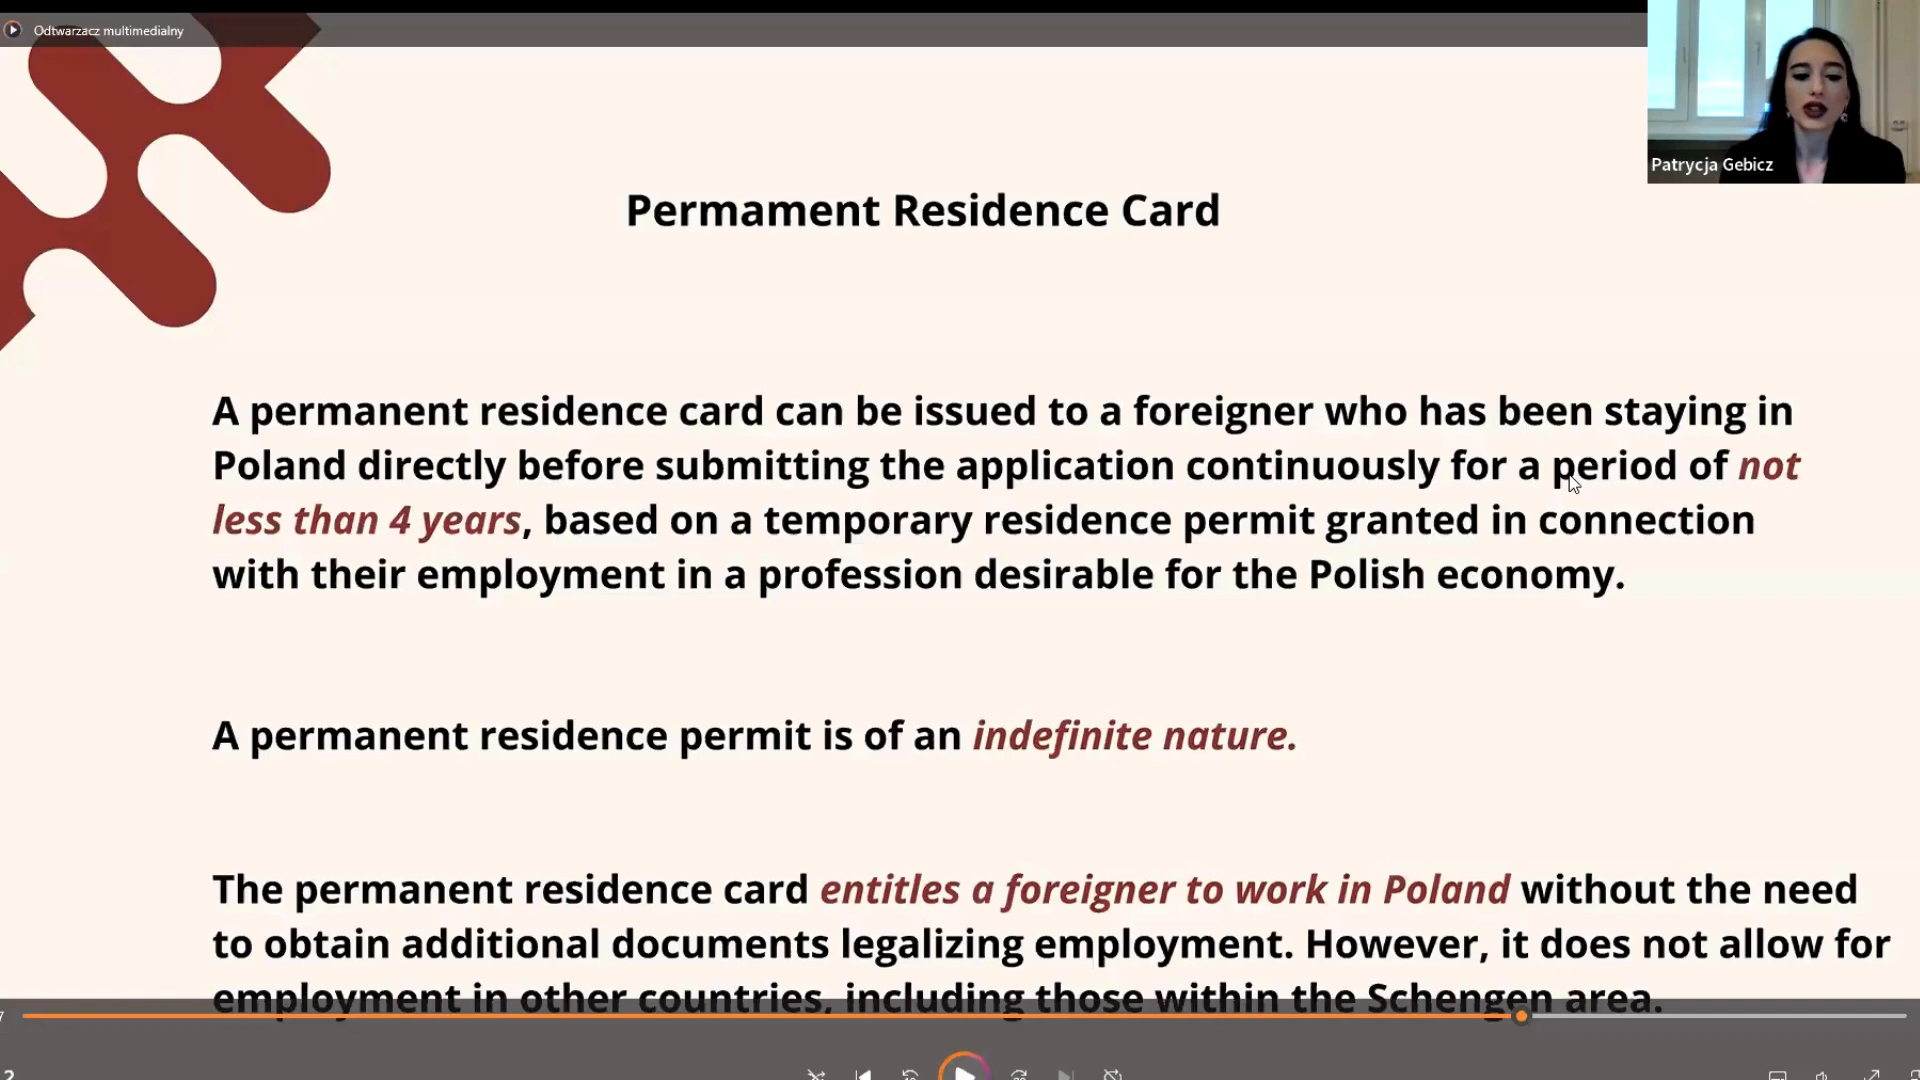 Odtwarzacz multimedialny
Patrycja Gebicz
Permament Residence Card
A permanent residence card can be issued to a foreigner who has been staying in
Poland directly before submitting the application continuously for a period of not
less than 4 years, based on a temporary residence permit granted in connection
with their employment in a profession desirable for the Polish economy.
A permanent residence permit is of an indefinite nature.
The permanent residence card entitles a foreigner to work in Poland without the need
to obtain additional documents legalizing employment. However, it does not allow for
employment in other countries, including those within the Schengen area.